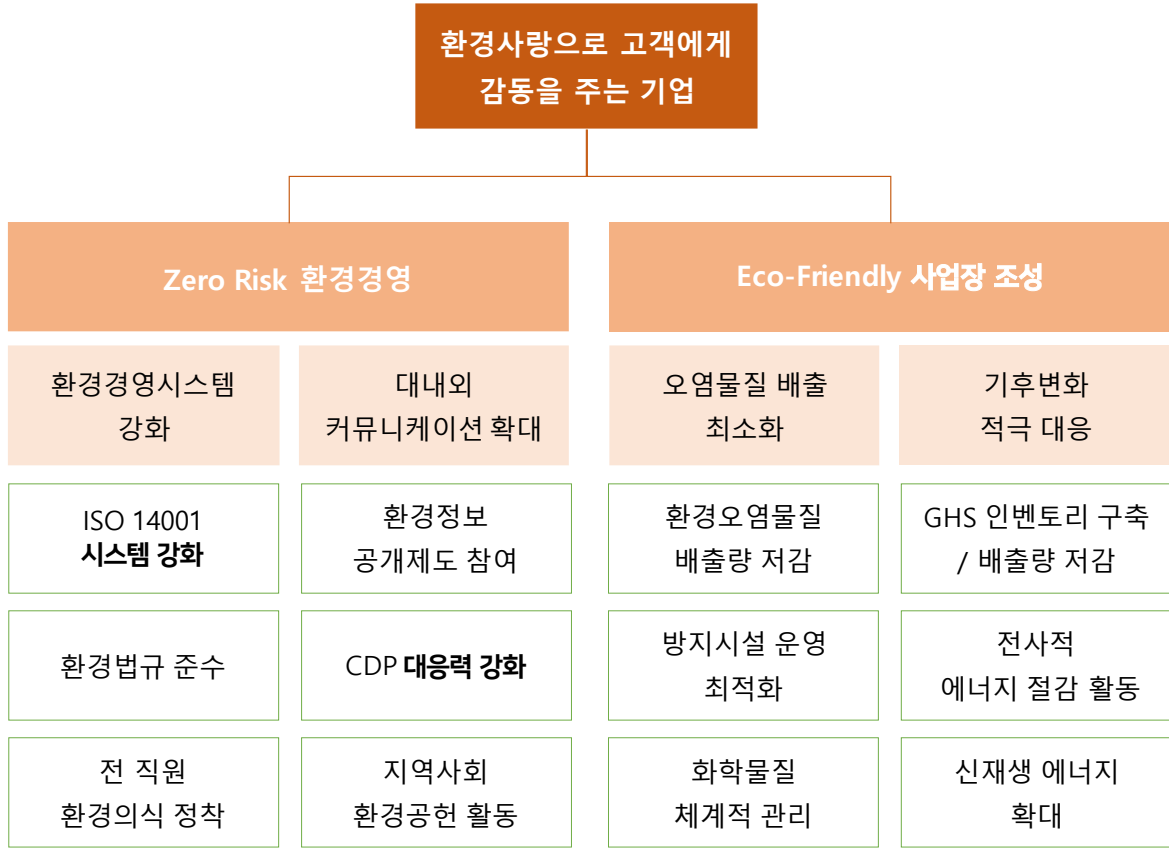 환경사랑으로 고객에게
감동을 주는 기업
Zero Risk 환경경영
Eco-Friendly 사업장 조성
환경경영시스템
강화
대내외
커뮤니케이션 확대
오염물질 배출
최소화
기후변화
적극 대응
ISO 14001
시스템 강화
환경정보
공개제도 참여
환경오염물질
배출량 저감
GHS 인벤토리 구축
/ 배출량 저감
환경법규 준수
CDP 대응력 강화
방지시설 운영
최적화
전사적
에너지 절감 활동
전 직원
환경의식 정착
지역사회
환경공헌 활동
화학물질
체계적 관리
신재생 에너지
확대